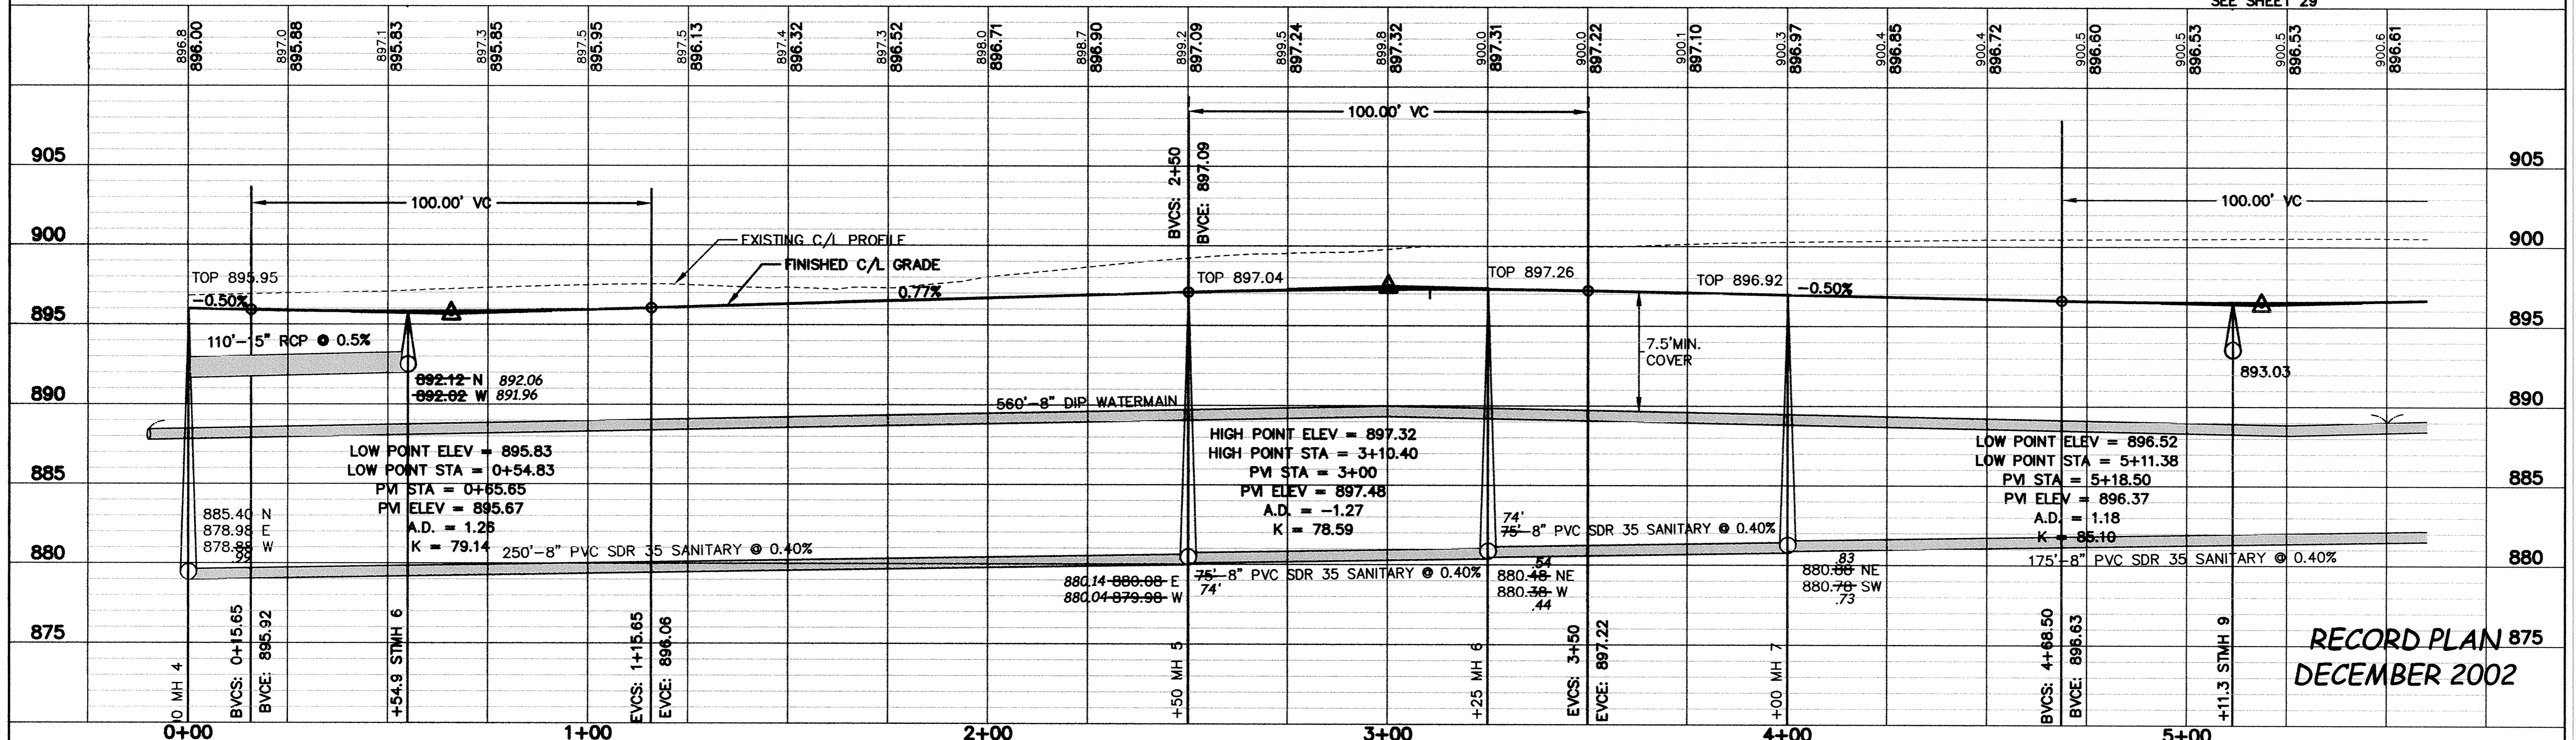 SEE SHEET 29
896.8 896.00
897.0 895.88
897.1 895.83
897.3 895.85
897.5 895.95
897.5 896.13
897.4 896.32
897.3 896.52
898.0 896.71
898.7 896.90
899.2 897.09
899.5 897.24
899.8 897.32
900.0 897.31
900.0 897.22
900.1 897.10
900.3 896.97
900.4 896.85
900.4 896.72
900.5 896.60
900.5 896.53
900.5 896.53
900.6 896.61
905
900
895
890
885
880
875
100.00' VC
EXISTING C/L PROFILE
FINISHED C/L GRADE
TOP 895.95
-0.50%
0.77%
110'-15" RCP @ 0.5%
892.12 N 892.06
892.02 W 891.96
LOW POINT ELEV = 895.83
LOW POINT STA = 0+54.83
PVI STA = 0+65.65
PVI ELEV = 895.67
A.D. = 1.26
K = 79.14
885.40 N
878.98 E
878.88 W
.99
250'-8" PVC SDR 35 SANITARY @ 0.40%
560'-8" DIP WATERMAIN
BVCS: 2+50
BVCE: 897.09
100.00' VC
TOP 897.04
TOP 897.26
TOP 896.92
-0.50%
7.5'MIN.
COVER
HIGH POINT ELEV = 897.32
HIGH POINT STA = 3+10.40
PVI STA = 3+00
PVI ELEV = 897.48
A.D. = -1.27
K = 78.59
880.14 880.08 E
880.04 879.98 W
75'-8" PVC SDR 35 SANITARY @ 0.40%
74'
74'
75'-8" PVC SDR 35 SANITARY @ 0.40%
.54
880.48 NE
880.38 W
.44
.83
880.88 NE
880.78 SW
.73
100.00' VC
893.03
LOW POINT ELEV = 896.52
LOW POINT STA = 5+11.38
PVI STA = 5+18.50
PVI ELEV = 896.37
A.D. = 1.18
K = 85.10
175'-8" PVC SDR 35 SANITARY @ 0.40%
905
900
895
890
885
880
875
00 MH 4
BVCS: 0+15.65
BVCE: 895.92
+54.9 STMH 6
EVCS: 1+15.65
EVCE: 896.06
+50 MH 5
+25 MH 6
EVCS: 3+50
EVCE: 897.22
+00 MH 7
BVCS: 4+68.50
BVCE: 896.63
+11.3 STMH 9
RECORD PLAN
DECEMBER 2002
0+00
1+00
2+00
3+00
4+00
5+00